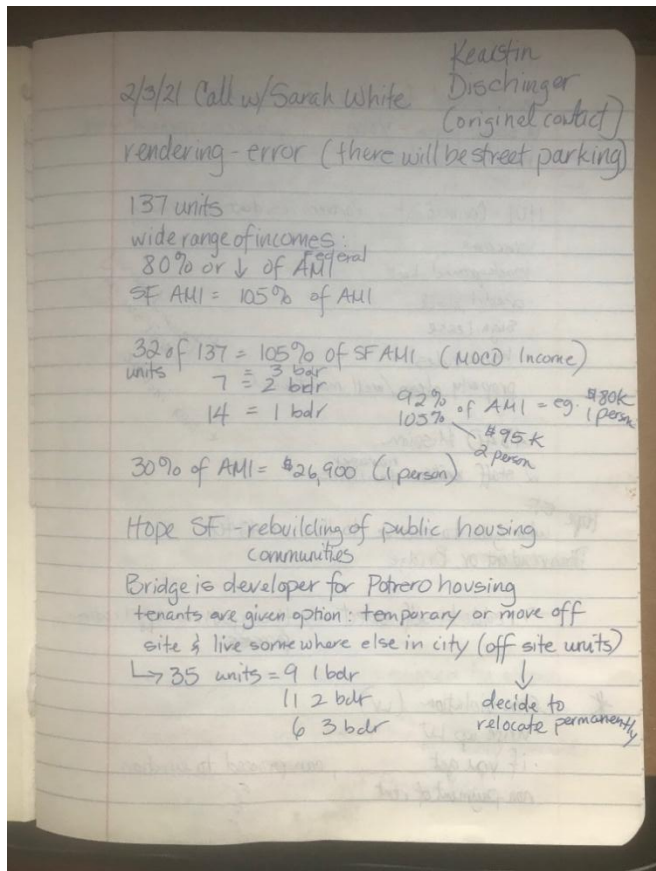 Kearstin
Dischinger
(original contact)
2/3/21 Call w/ Sarah White
rendering - error (there will be street parking)
137 units
wide range of incomes:
80% or ↓ of Federal AMI
SF AMI = 105% of AMI
32 of 137 = 105% of SF AMI (MOCD Income)
units
= 3 bdr
7 = 2 bdr
14 = 1 bdr
92% of AMI = eg. $80K
105% 1 person
$95K
2 person
30% of AMI = $26,900 (1 person)
Hope SF - rebuilding of public housing
communities
Bridge is developer for Potrero housing
tenants are given option: temporary or move off
site & live somewhere else in city (off site units)
↳ 35 units = 9 1 bdr
11 2 bdr
6 3 bdr
↓
decide to
relocate permanently